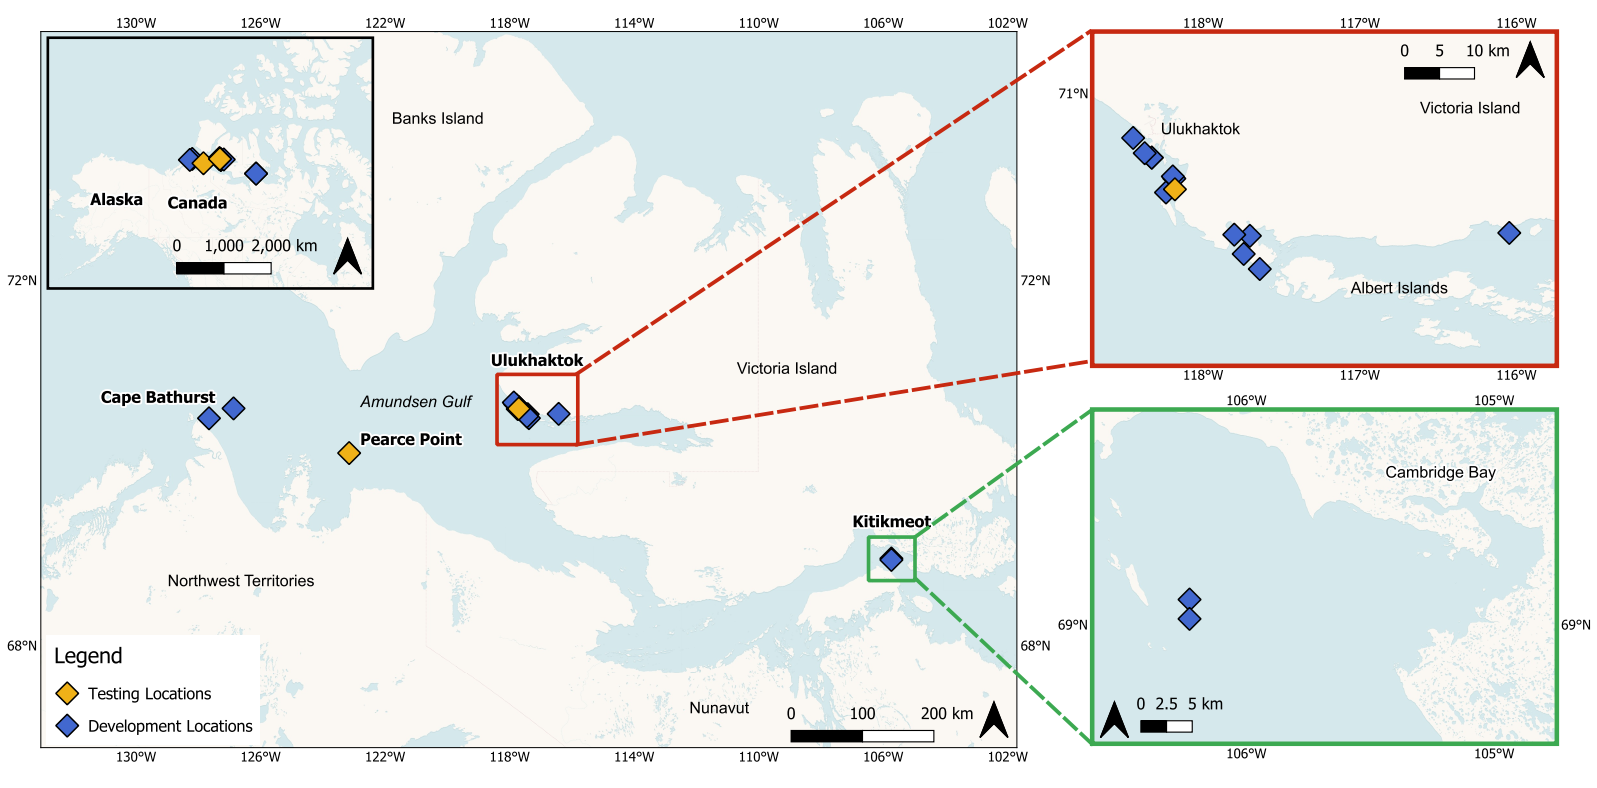 130°W 126°W 122°W 118°W 114°W 110°W 106°W 102°W
Banks Island
Alaska Canada
0 1,000 2,000 km
72°N 72°N
Ulukhaktok
Victoria Island
Cape Bathurst
Amundsen Gulf
Pearce Point
Kitikmeot
Northwest Territories
68°N 68°N
Legend
Testing Locations
Development Locations
Nunavut
0 100 200 km
130°W 126°W 122°W 118°W 114°W 110°W 106°W 102°W
118°W 117°W 116°W
0 5 10 km
71°N
Victoria Island
Ulukhaktok
Albert Islands
118°W 117°W 116°W
106°W 105°W
Cambridge Bay
69°N 69°N
0 2.5 5 km
106°W 105°W